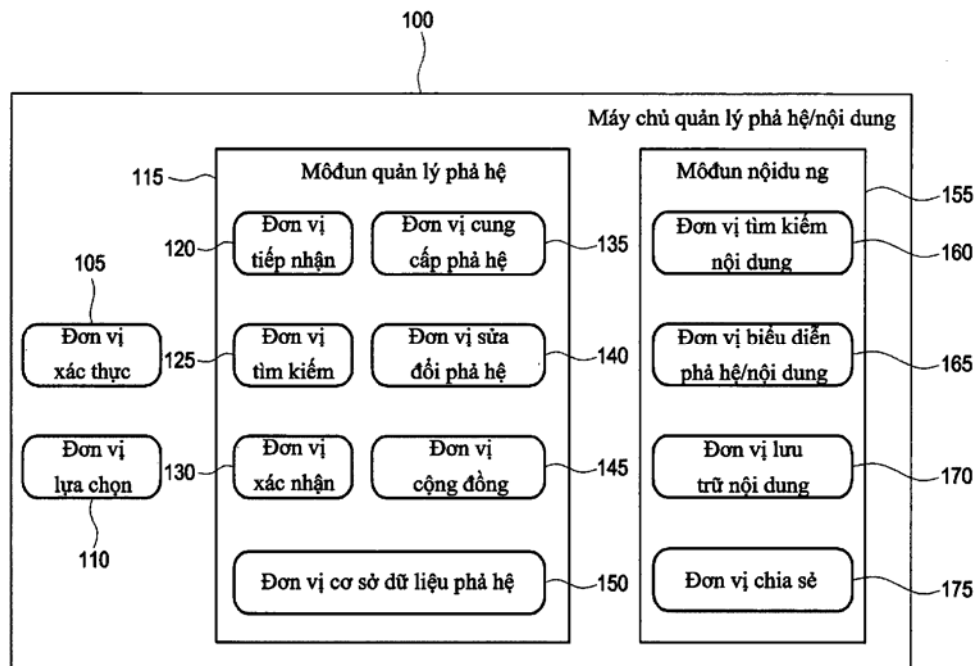 100
Máy chủ quản lý phả hệ/nội dung
115
Môđun quản lý phả hệ
Môđun nộidu ng
155
120
Đơn vị
tiếp nhận
Đơn vị cung
cấp phả hệ
135
Đơn vị tìm kiếm
nội dung
160
105
Đơn vị
xác thực
125
Đơn vị
tìm kiếm
Đơn vị sửa
đổi phả hệ
140
Đơn vị biểu diễn
phả hệ/nội dung
165
Đơn vị
lựa chọn
110
130
Đơn vị
xác nhận
Đơn vị
cộng đồng
145
Đơn vị lưu
trữ nội dung
170
Đơn vị cơ sở dữ liệu phả hệ
150
Đơn vị chia sẻ
175